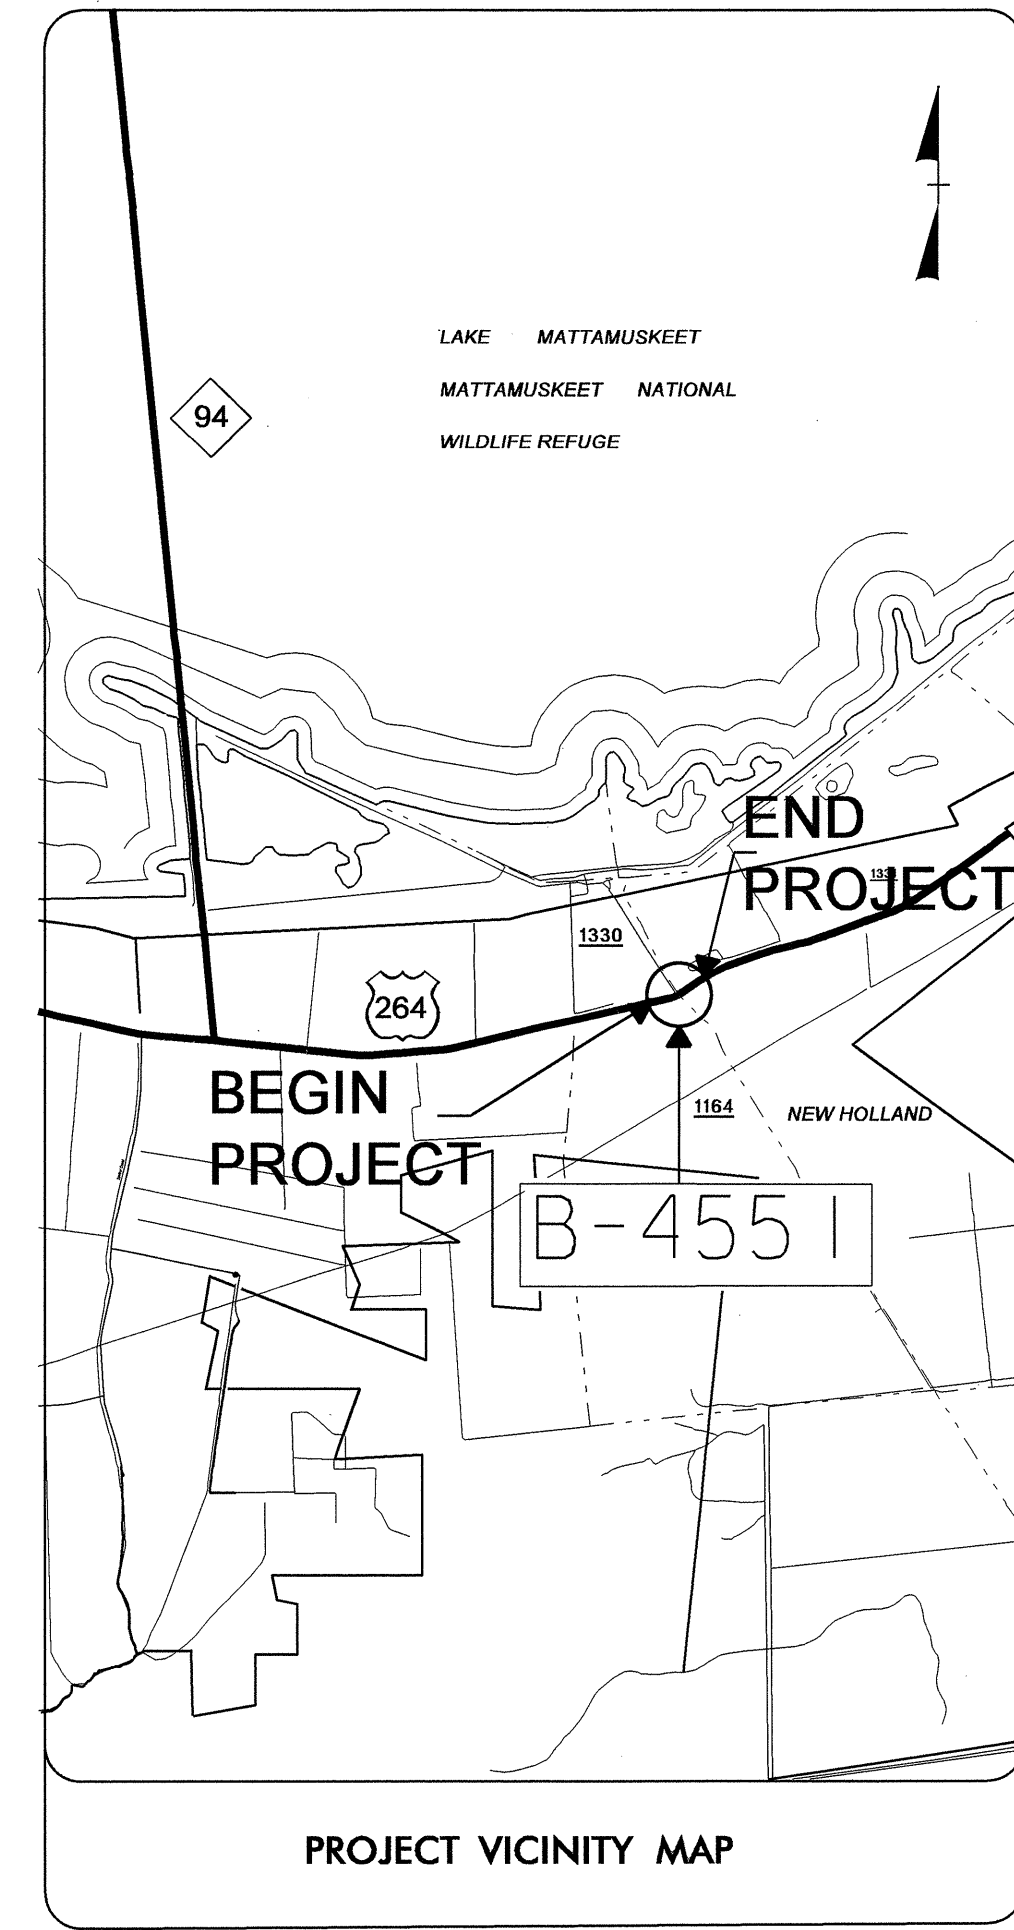 LAKE MATTAMUSKEET
MATTAMUSKEET NATIONAL
WILDLIFE REFUGE
94
END
PROJECT
1330
264
BEGIN
PROJECT
1164
NEW HOLLAND
B-4551
PROJECT VICINITY MAP